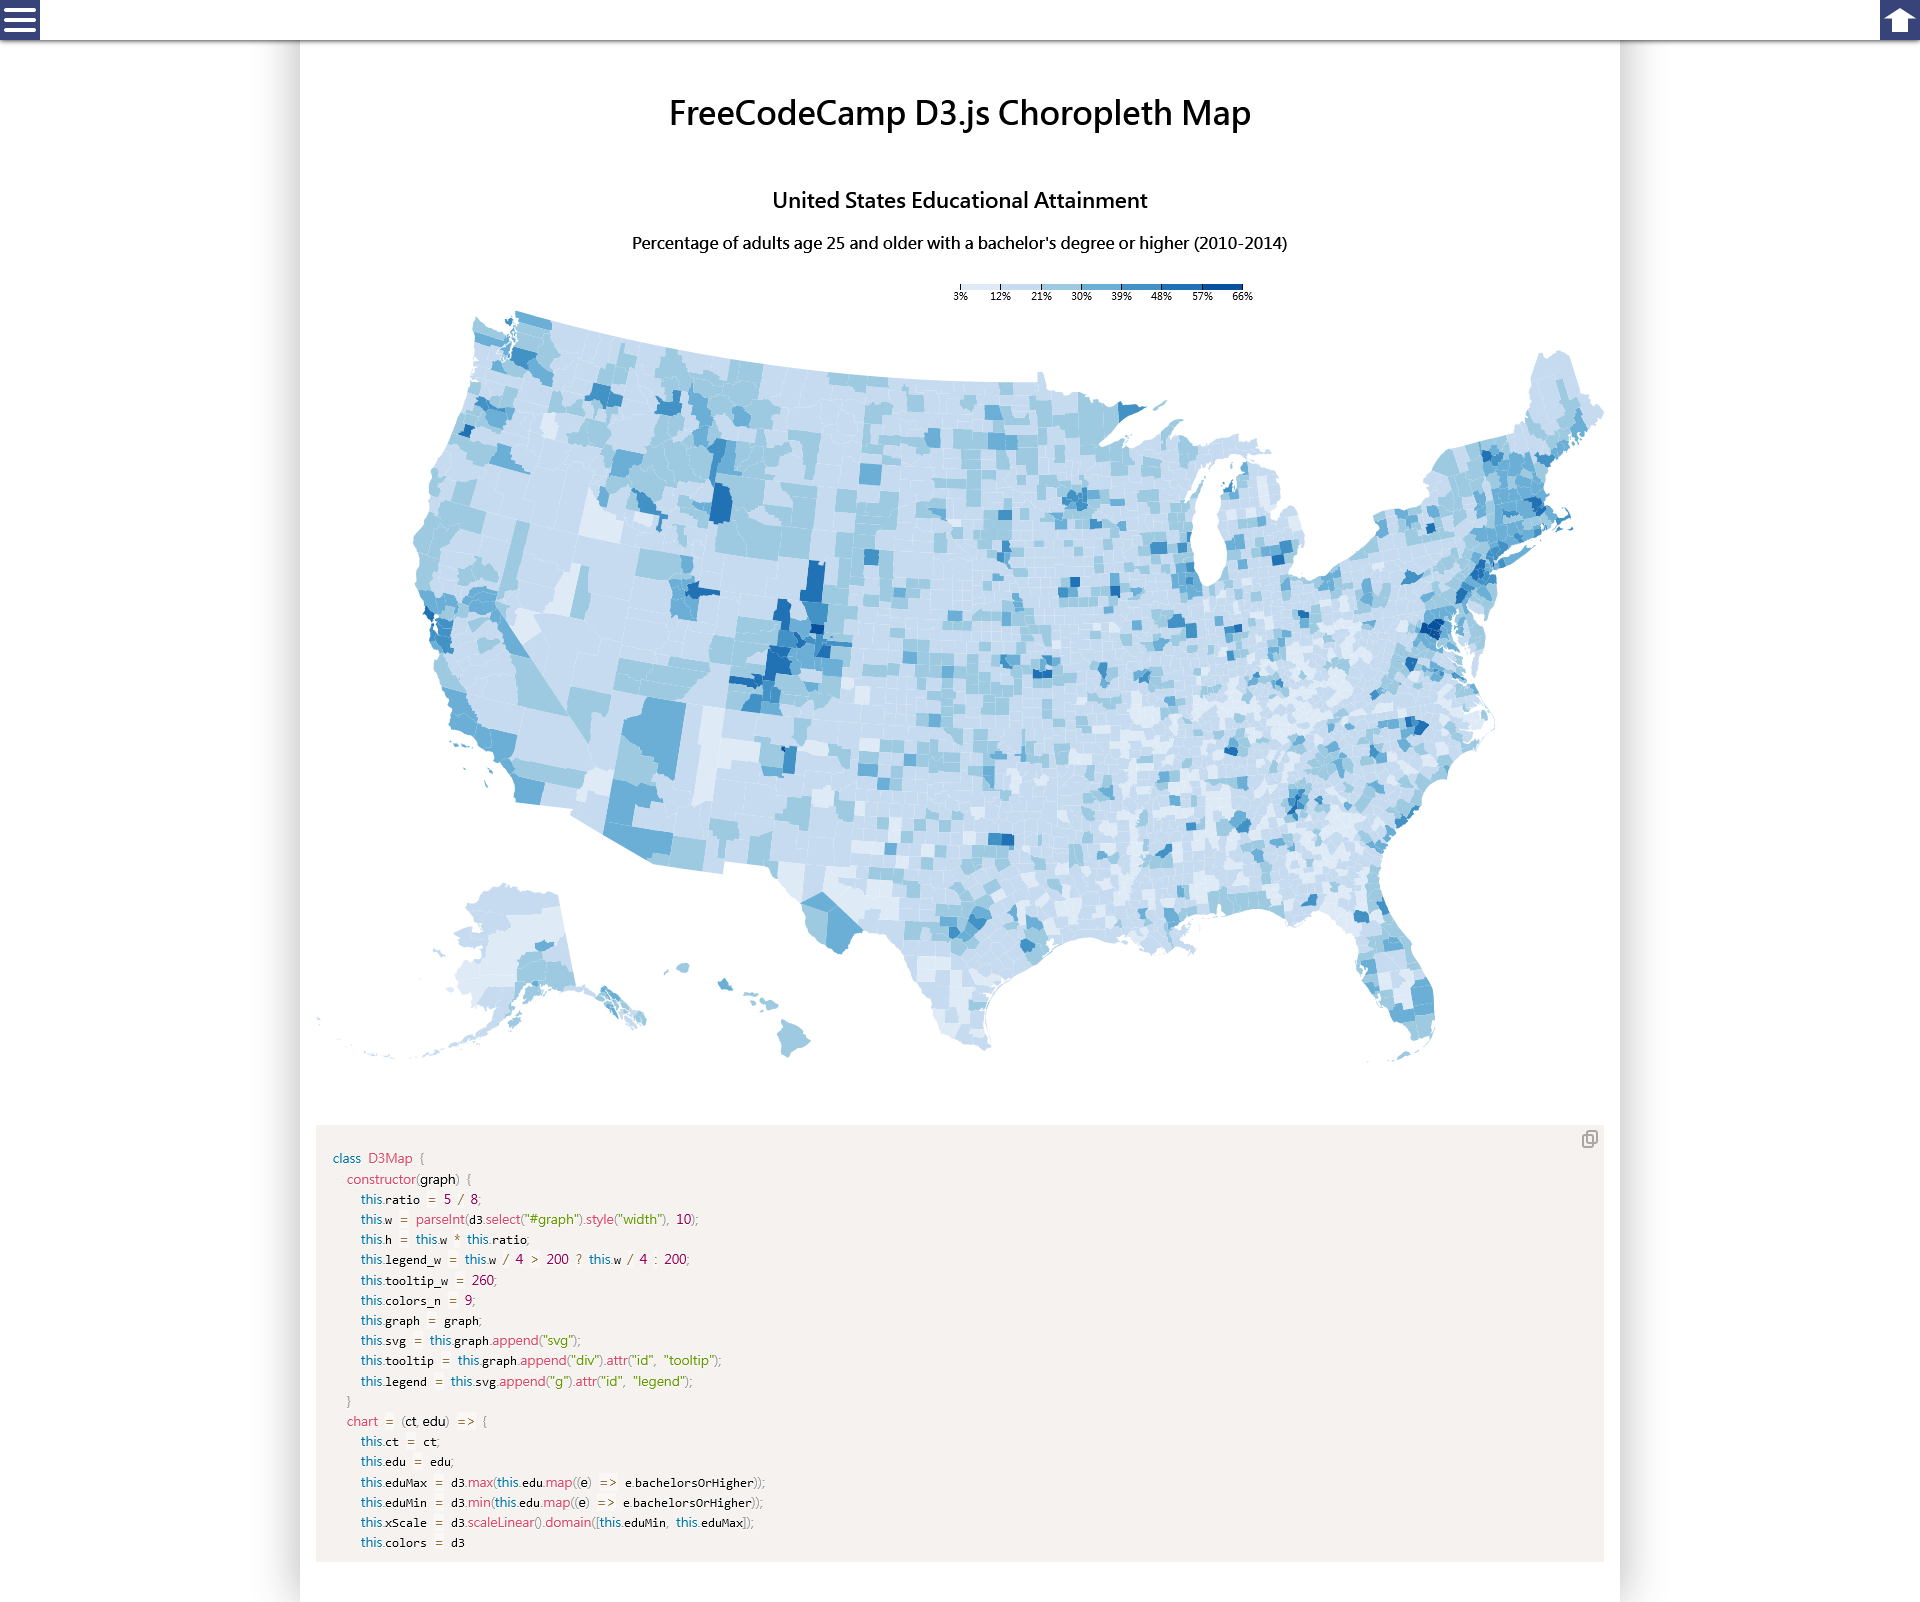 FreeCodeCamp D3.js Choropleth Map
United States Educational Attainment
Percentage of adults age 25 and older with a bachelor's degree or higher (2010-2014)
3% 12% 21% 30% 39% 48% 57% 66%
class D3Map {
constructor(graph) {
this.ratio = 5 / 8;
this.w = parseInt(d3.select("#graph").style("width"), 10);
this.h = this.w * this.ratio;
this.legend_w = this.w / 4 > 200 ? this.w / 4 : 200;
this.tooltip_w = 260;
this.colors_n = 9;
this.graph = graph;
this.svg = this.graph.append("svg");
this.tooltip = this.graph.append("div").attr("id", "tooltip");
this.legend = this.svg.append("g").attr("id", "legend");
}
chart = (ct, edu) => {
this.ct = ct;
this.edu = edu;
this.eduMax = d3.max(this.edu.map((e) => e.bachelorsOrHigher));
this.eduMin = d3.min(this.edu.map((e) => e.bachelorsOrHigher));
this.xScale = d3.scaleLinear().domain([this.eduMin, this.eduMax]);
this.colors = d3